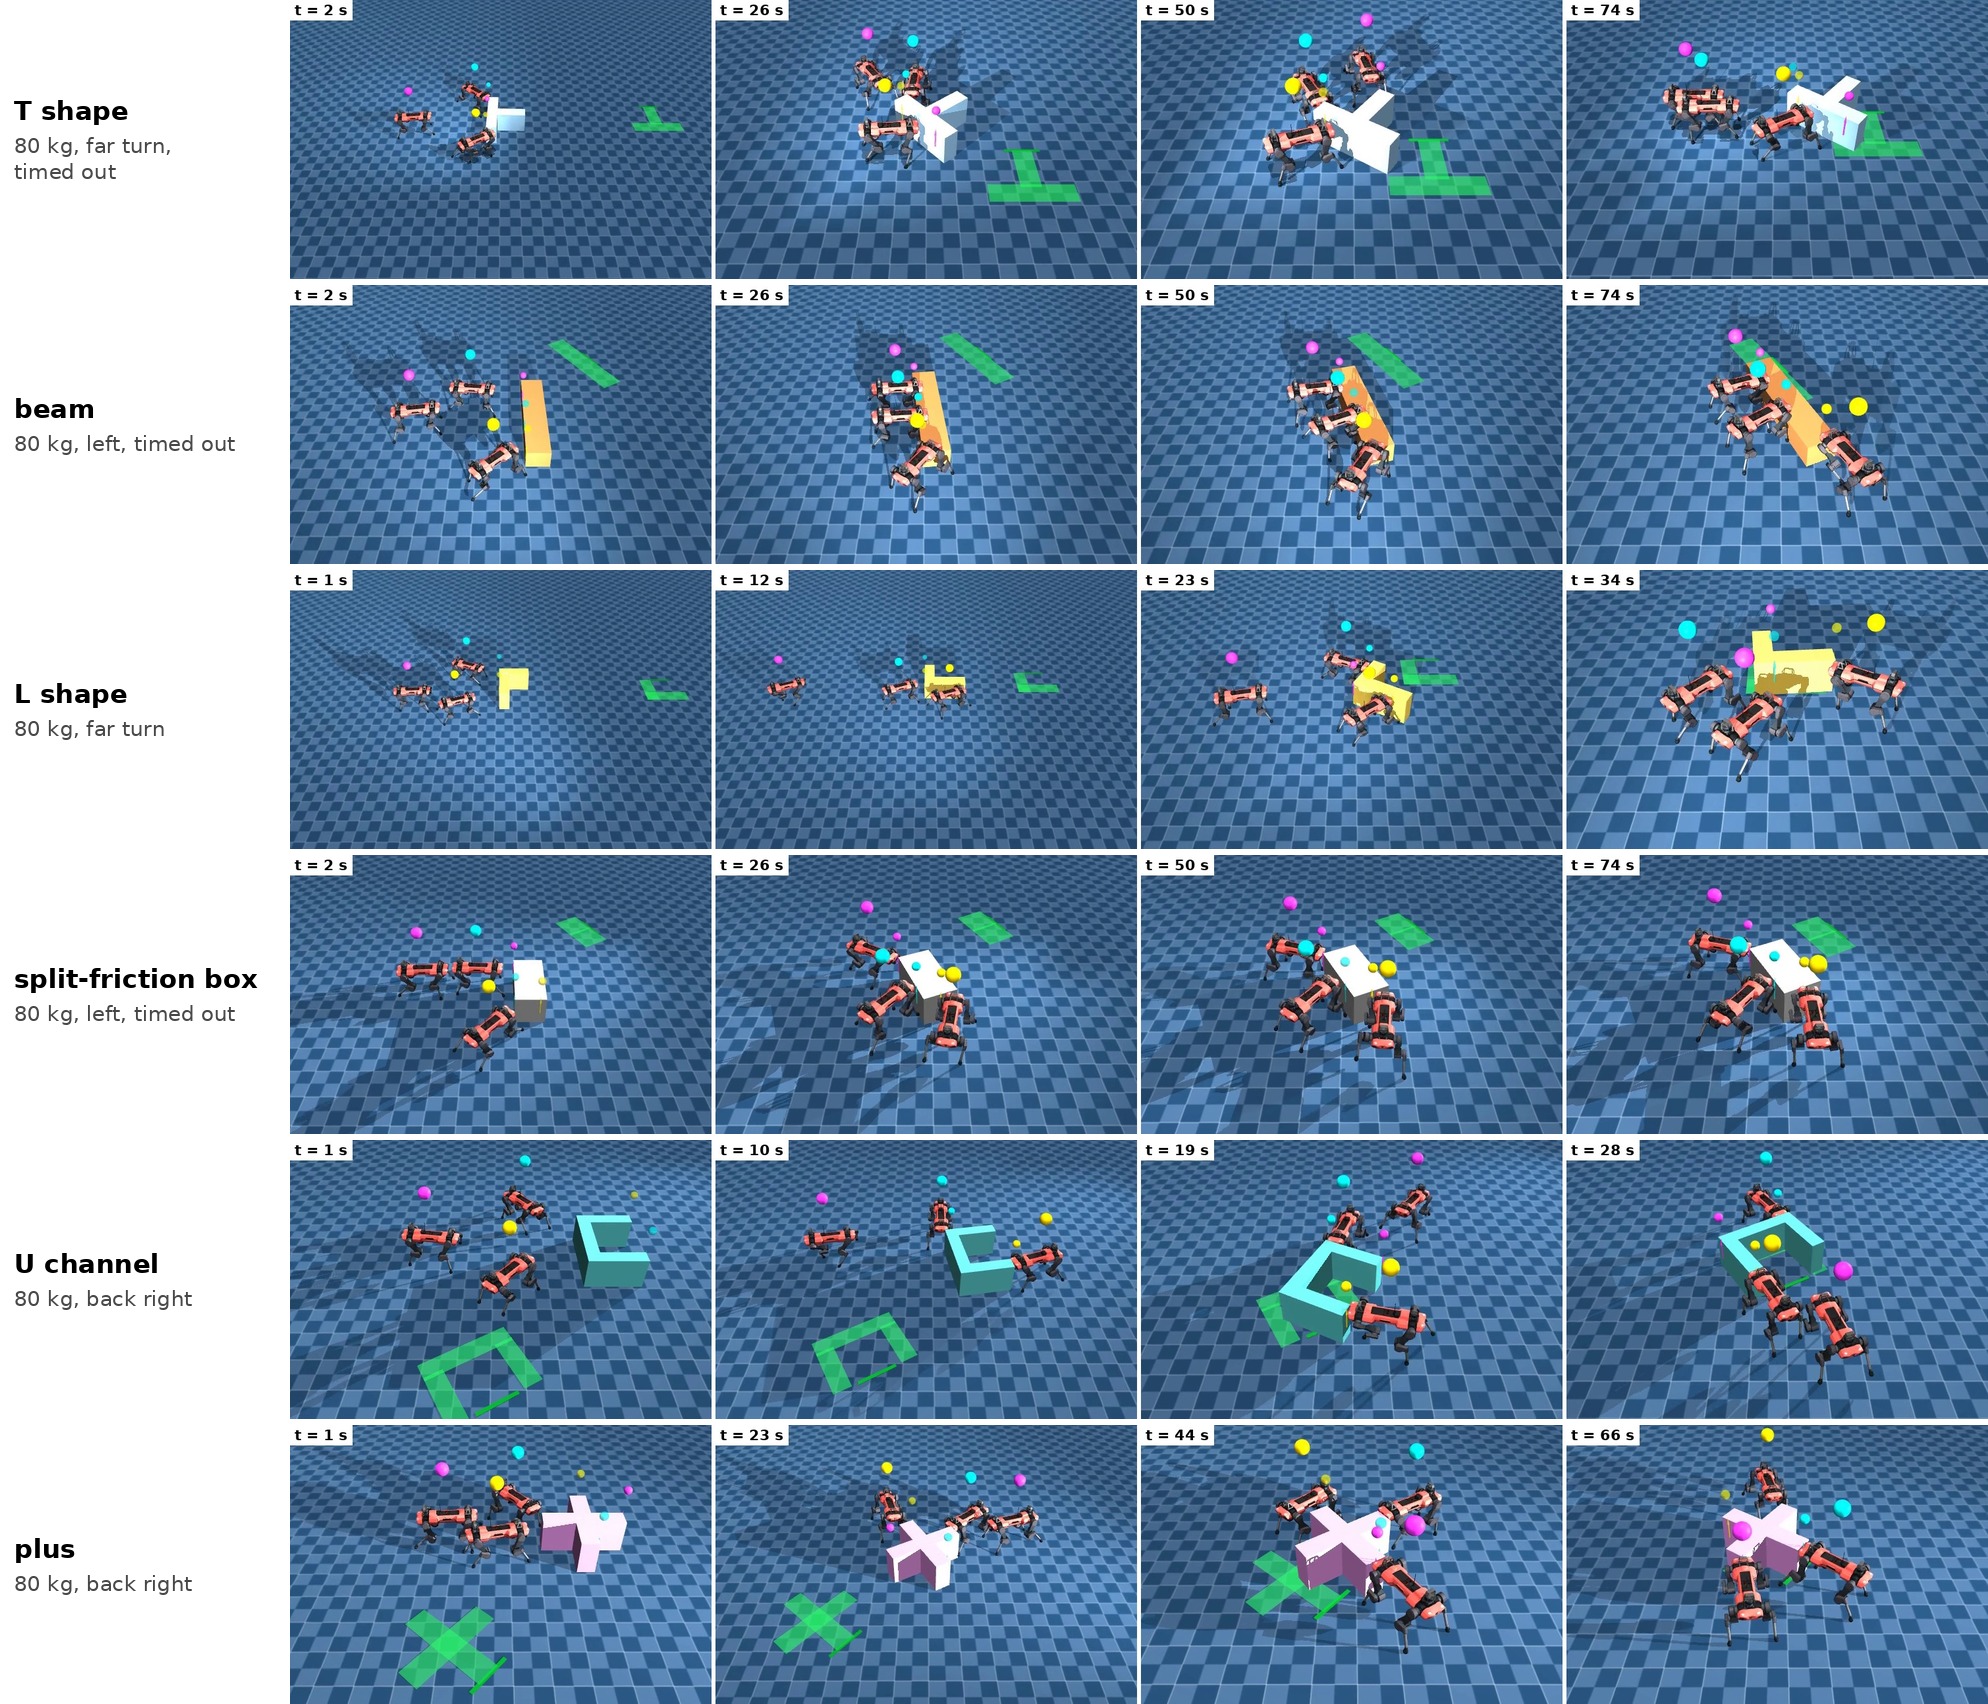 t = 2 s
t = 26 s
t = 50 s
t = 74 s
T shape
80 kg, far turn,
timed out
t = 2 s
t = 26 s
t = 50 s
t = 74 s
beam
80 kg, left, timed out
t = 1 s
t = 12 s
t = 23 s
t = 34 s
L shape
80 kg, far turn
t = 2 s
t = 26 s
t = 50 s
t = 74 s
split-friction box
80 kg, left, timed out
t = 1 s
t = 10 s
t = 19 s
t = 28 s
U channel
80 kg, back right
t = 1 s
t = 23 s
t = 44 s
t = 66 s
plus
80 kg, back right